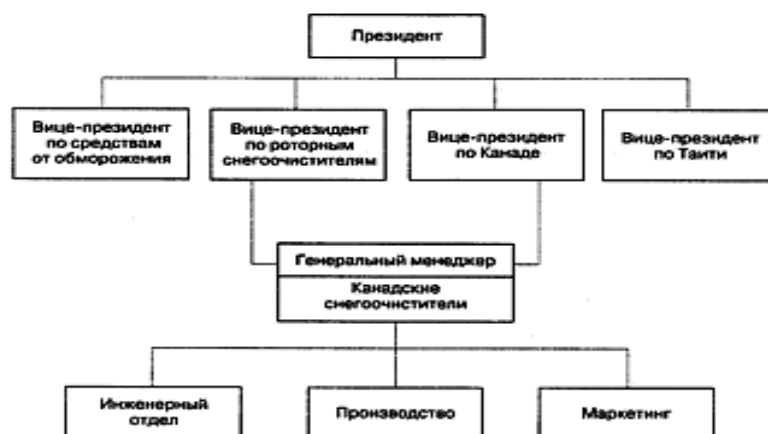 Президент
Вице-президент
по средствам
от обморожения
Вице-президент
по роторным
снегоочистителям
Вице-президент
по Канаде
Вице-президент
по Таити
Генеральный менеджер
Канадские
снегоочистители
Инженерный
отдел
Производство
Маркетинг